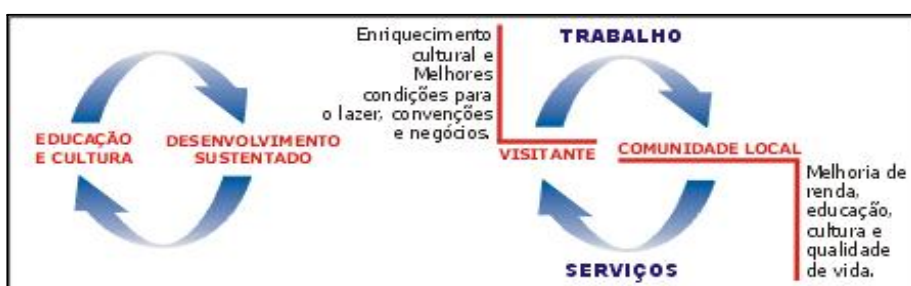 EDUCAÇÃO
E CULTURA
DESENVOLVIMENTO
SUSTENTADO
Enriquecimento
cultural e
Melhores
condições para
o lazer, convenções
e negócios.
TRABALHO
VISITANTE
COMUNIDADE LOCAL
SERVIÇOS
Melhoria de
renda,
educação,
cultura e
qualidade
de vida.